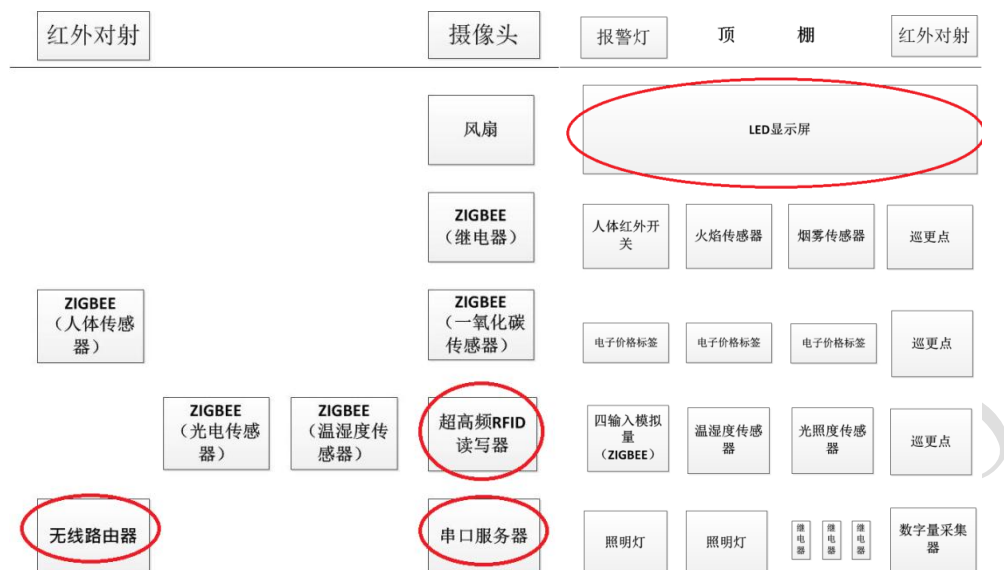 红外对射
摄像头
报警灯
顶 棚
红外对射
风扇
LED显示屏
ZIGBEE
（继电器）
人体红外开
关
火焰传感器
烟雾传感器
巡更点
ZIGBEE
（人体传感
器）
ZIGBEE
（一氧化碳
传感器）
电子价格标签
电子价格标签
电子价格标签
巡更点
ZIGBEE
（光电传感
器）
ZIGBEE
（温湿度传
感器）
超高频RFID
读写器
四输入模拟
量
（ZIGBEE）
温湿度传感
器
光照度传感
器
巡更点
无线路由器
串口服务器
照明灯
照明灯
继
电
器
继
电
器
继
电
器
数字量采集
器